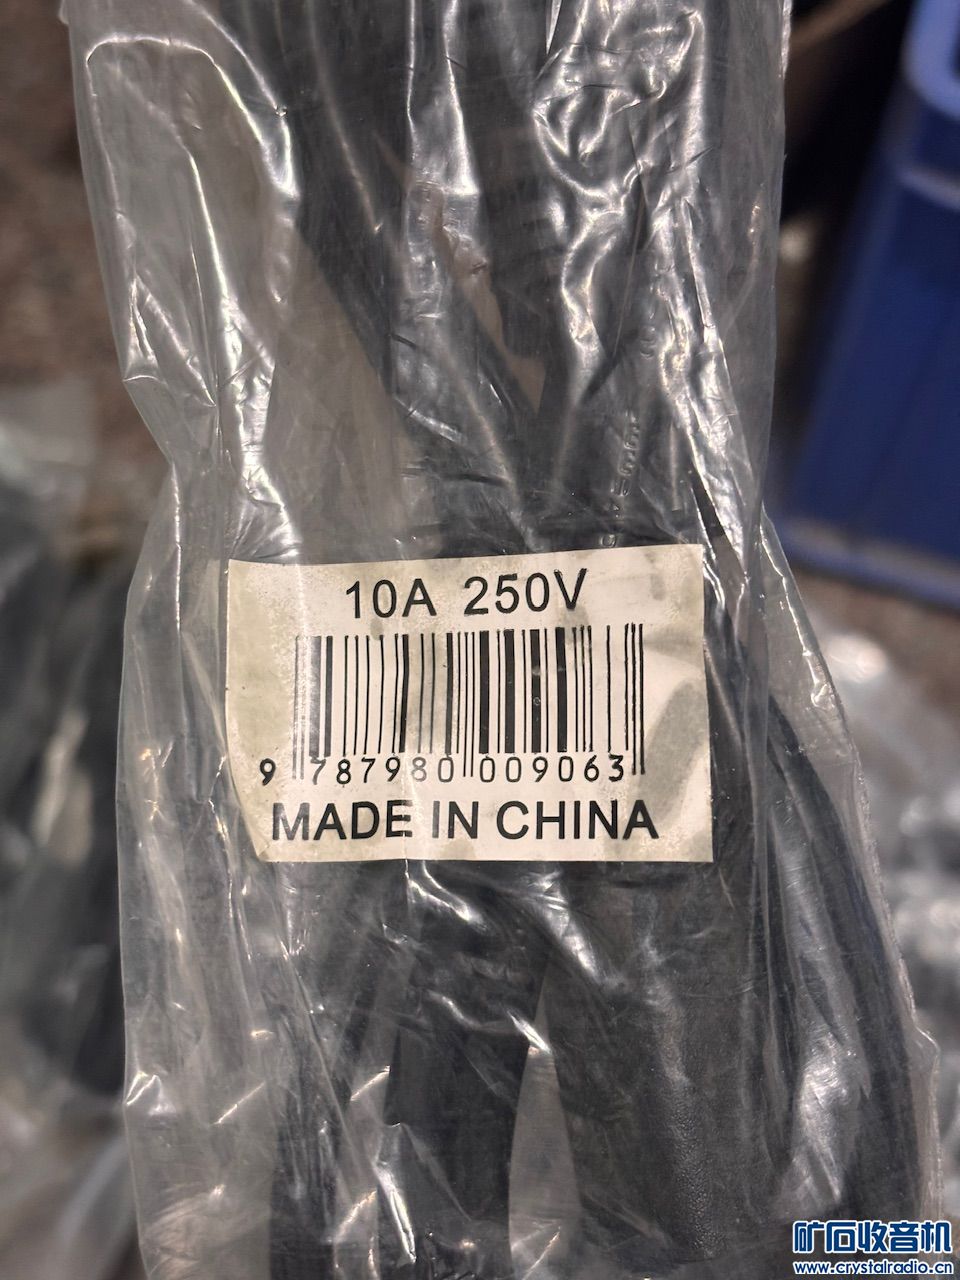 10A 250V
9 787980 009063
MADE IN CHINA
矿石收音机
www.crystalradio.cn